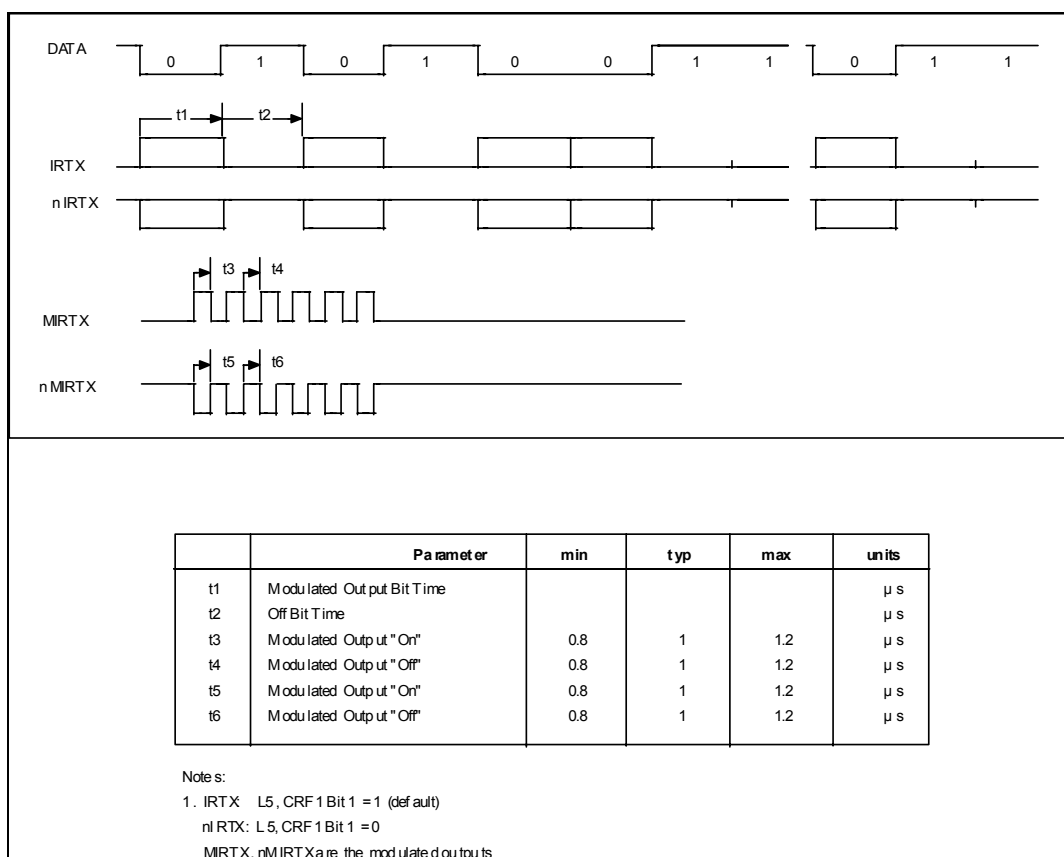 DATA 0 1 0 1 0 0 1 1 0 1 1
t1 t2
IRTX
n IRTX
t3 t4
MIRTX
t5 t6
n MIRTX
Parameter min typ max units
t1 Modulated Output Bit Time µs
t2 Off Bit Time µs
t3 Modulated Output "On" 0.8 1 1.2 µs
t4 Modulated Output "Off" 0.8 1 1.2 µs
t5 Modulated Output "On" 0.8 1 1.2 µs
t6 Modulated Output "Off" 0.8 1 1.2 µs
Notes:
1. IRTX: L5, CRF1 Bit 1 = 1 (default)
nIRTX: L5, CRF1 Bit 1 = 0
MIRTX, nMIRTX are the modulated outputs